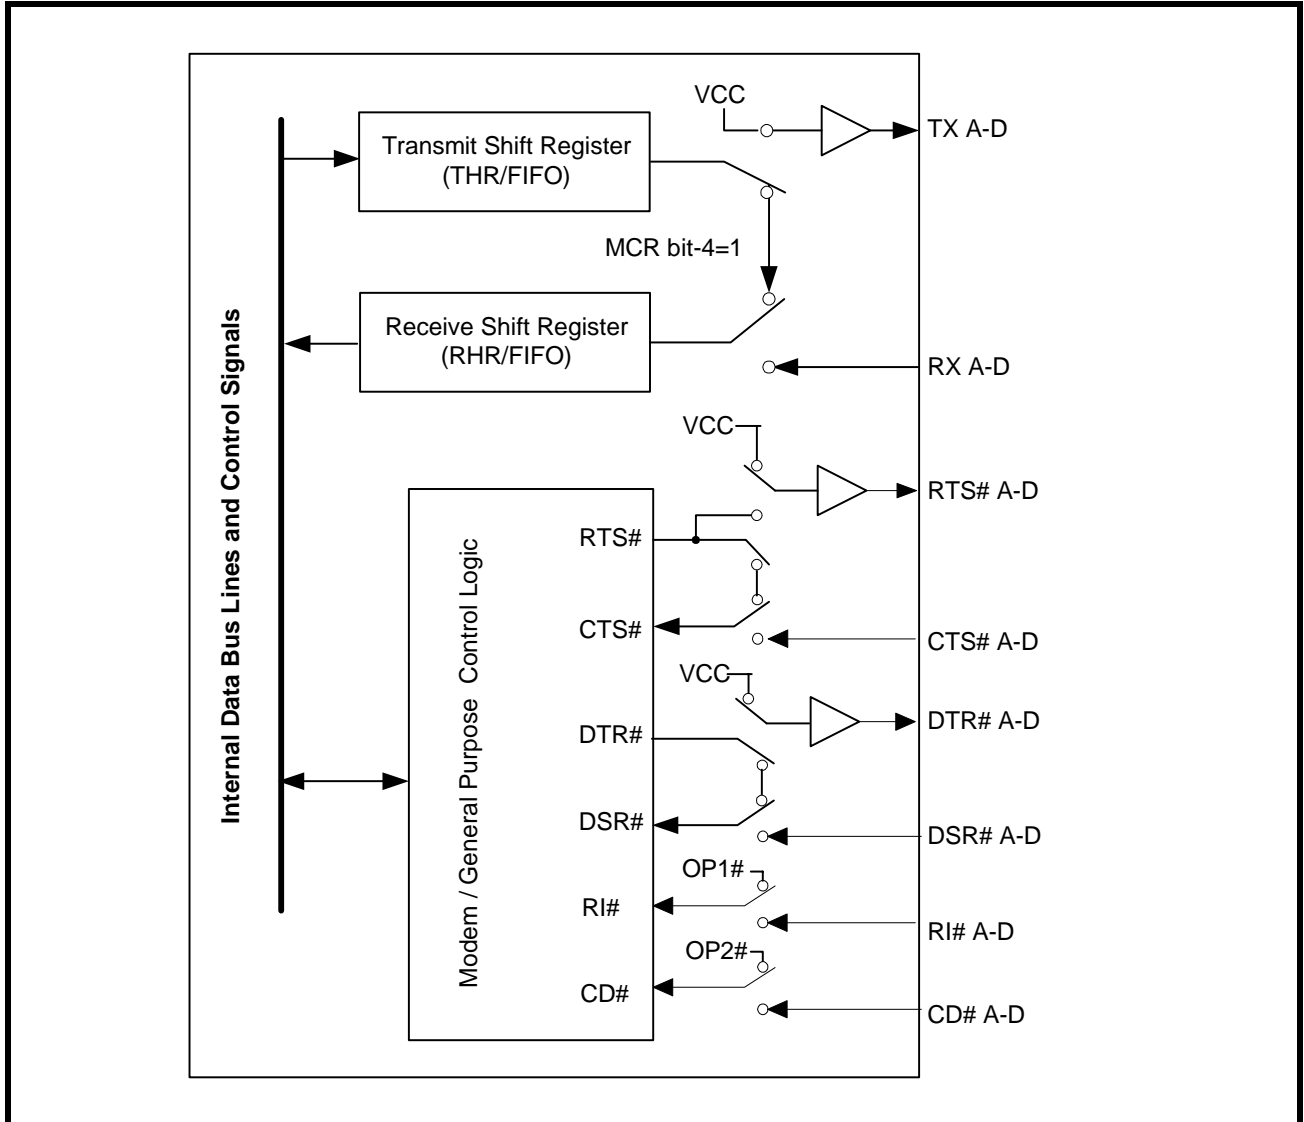 VCC
TX A-D
Transmit Shift Register
(THR/FIFO)
MCR bit-4=1
Receive Shift Register
(RHR/FIFO)
RX A-D
Internal Data Bus Lines and Control Signals
VCC
RTS# A-D
Modem / General Purpose Control Logic
RTS#
CTS#
CTS# A-D
VCC
DTR# A-D
DTR#
DSR#
DSR# A-D
OP1#
RI#
RI# A-D
OP2#
CD#
CD# A-D